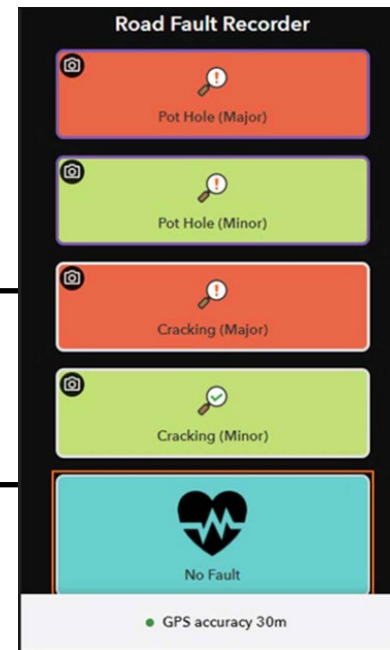 Road Fault Recorder
Pot Hole (Major)
Pot Hole (Minor)
Cracking (Major)
Cracking (Minor)
No Fault
GPS accuracy 30m